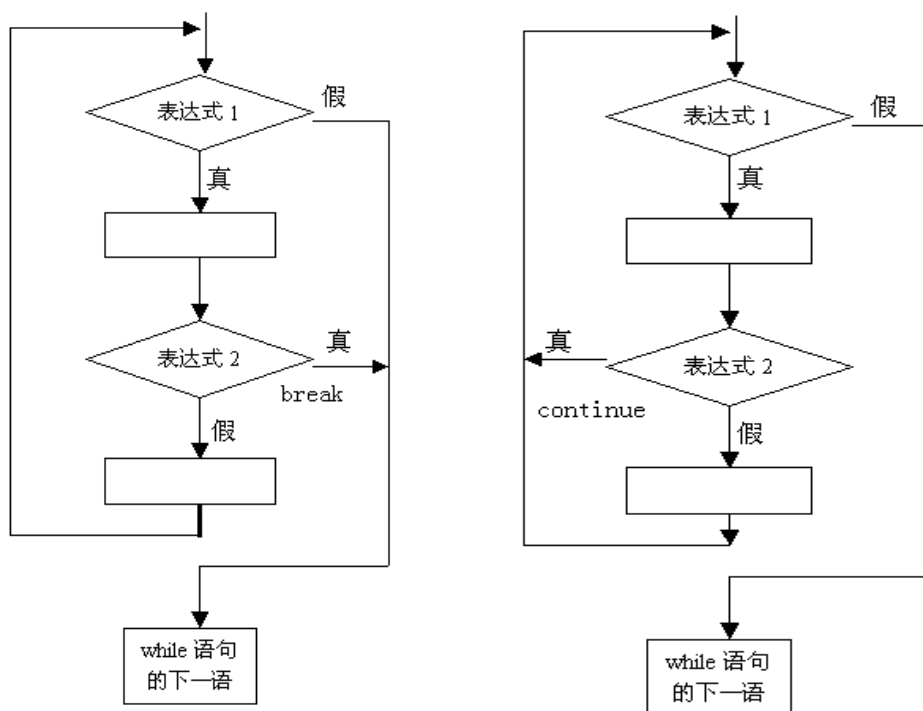 表达式 1
假
真
表达式 2
真
break
假
while 语句
的下一语
表达式 1
假
真
真
表达式 2
continue
假
while 语句
的下一语